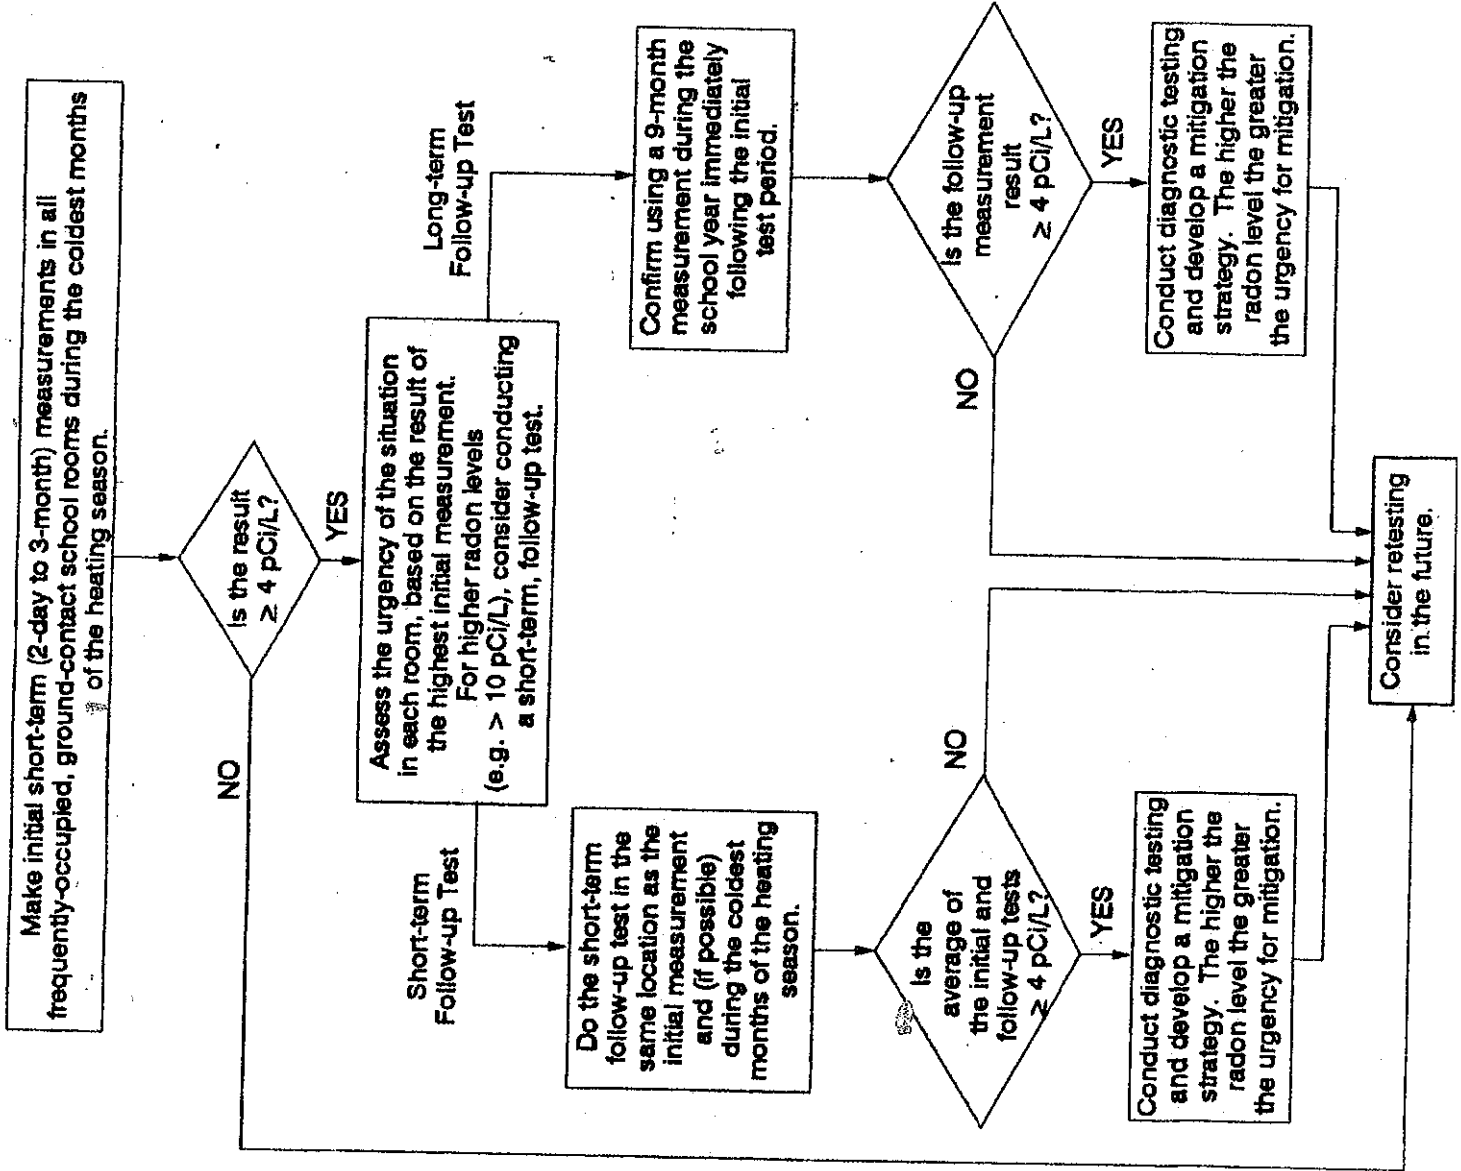 Make initial short-term (2-day to 3-month) measurements in all
frequently-occupied, ground-contact school rooms during the coldest months
of the heating season.
Is the result
≥ 4 pCi/L?
NO
YES
Assess the urgency of the situation
in each room, based on the result of
the highest initial measurement.
For higher radon levels
(e.g. > 10 pCi/L), consider conducting
a short-term, follow-up test.
Short-term
Follow-up Test
Long-term
Follow-up Test
Do the short-term
follow-up test in the
same location as the
initial measurement
and (if possible)
during the coldest
months of the heating
season.
Confirm using a 9-month
measurement during the
school year immediately
following the initial
test period.
Is the
average of
the initial and
follow-up tests
≥ 4 pCi/L?
NO
YES
Is the follow-up
measurement
result
≥ 4 pCi/L?
NO
YES
Conduct diagnostic testing
and develop a mitigation
strategy. The higher the
radon level the greater
the urgency for mitigation.
Conduct diagnostic testing
and develop a mitigation
strategy. The higher the
radon level the greater
the urgency for mitigation.
Consider retesting
in the future.